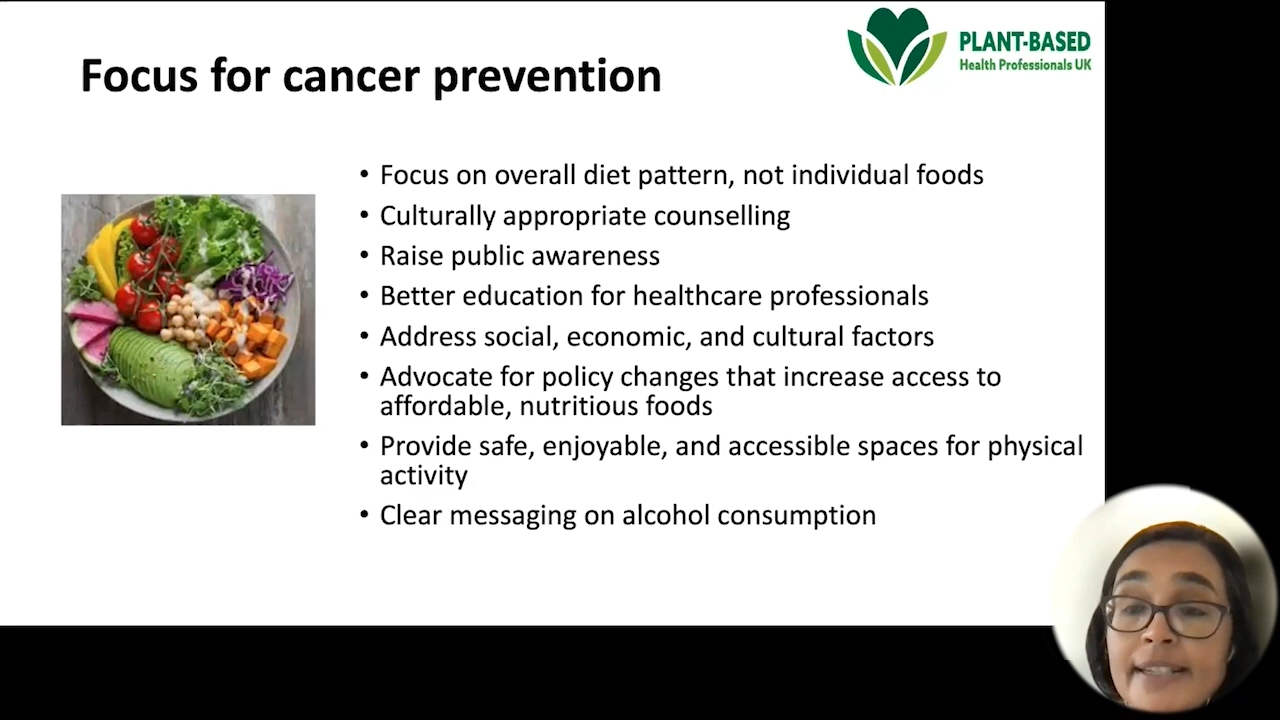 Focus for cancer prevention
PLANT-BASED
Health Professionals UK
• Focus on overall diet pattern, not individual foods
• Culturally appropriate counselling
• Raise public awareness
• Better education for healthcare professionals
• Address social, economic, and cultural factors
• Advocate for policy changes that increase access to
affordable, nutritious foods
• Provide safe, enjoyable, and accessible spaces for physical
activity
• Clear messaging on alcohol consumption